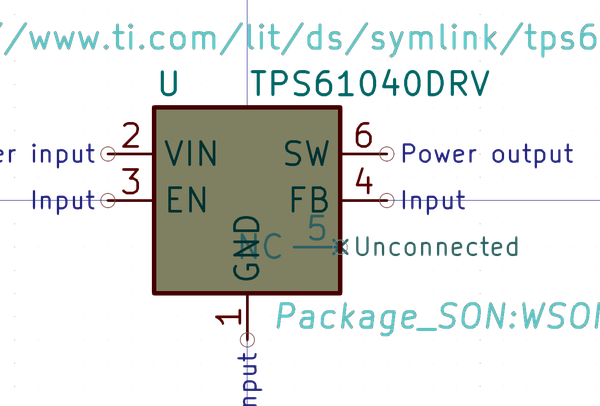 /www.ti.com/lit/ds/symlink/tps6
U TPS61040DRV
er input 2 VIN SW 6 Power output
Input 3 EN FB 4 Input
GND NC 5 Unconnected
1 Package_SON:WSON
nput